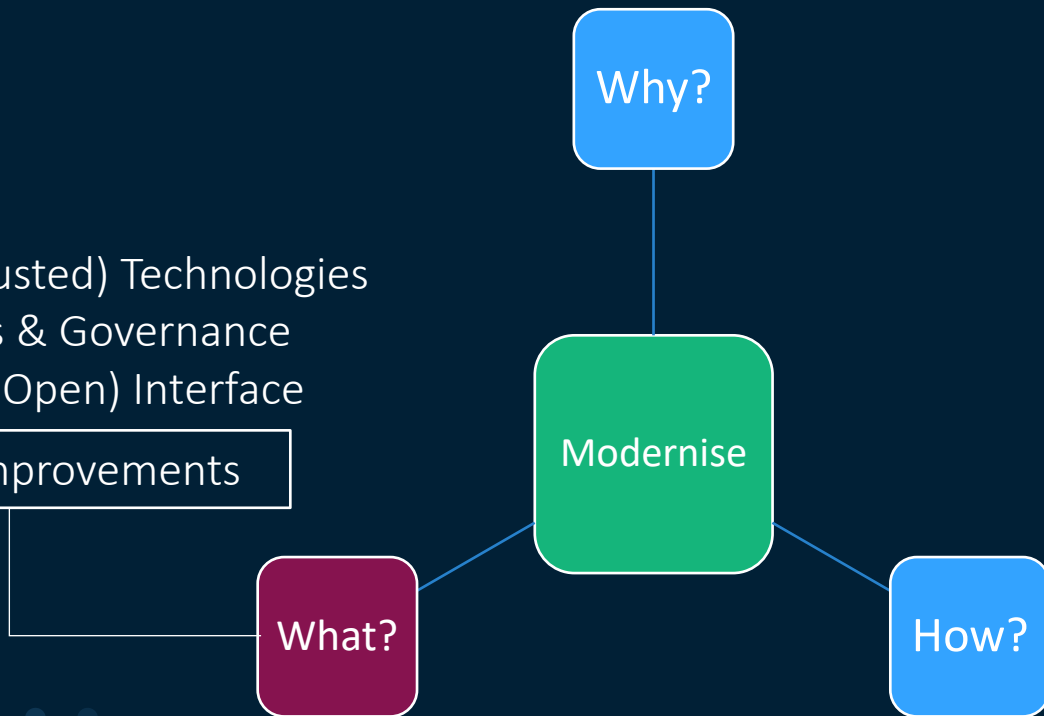 Why?
usted) Technologies
s & Governance
Open) Interface
nprovements
Modernise
What?
How?